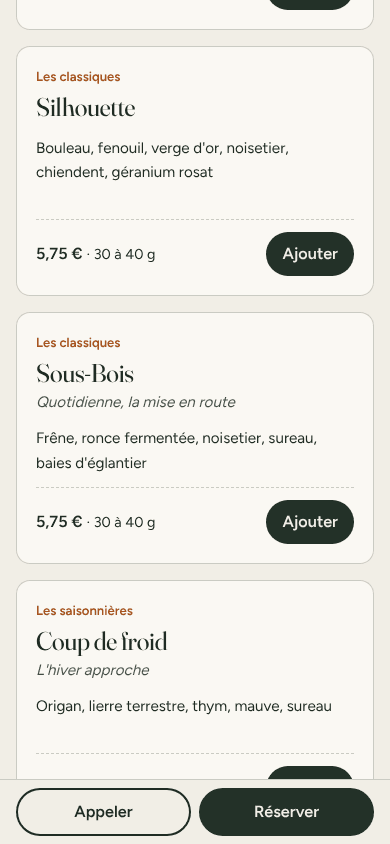 Les classiques
Silhouette
Bouleau, fenouil, verge d'or, noisetier,
chiendent, géranium rosat
5,75 € · 30 à 40 g
Ajouter
Les classiques
Sous-Bois
Quotidienne, la mise en route
Frêne, ronce fermentée, noisetier, sureau,
baies d'églantier
5,75 € · 30 à 40 g
Ajouter
Les saisonnières
Coup de froid
L'hiver approche
Origan, lierre terrestre, thym, mauve, sureau
Appeler
Réserver